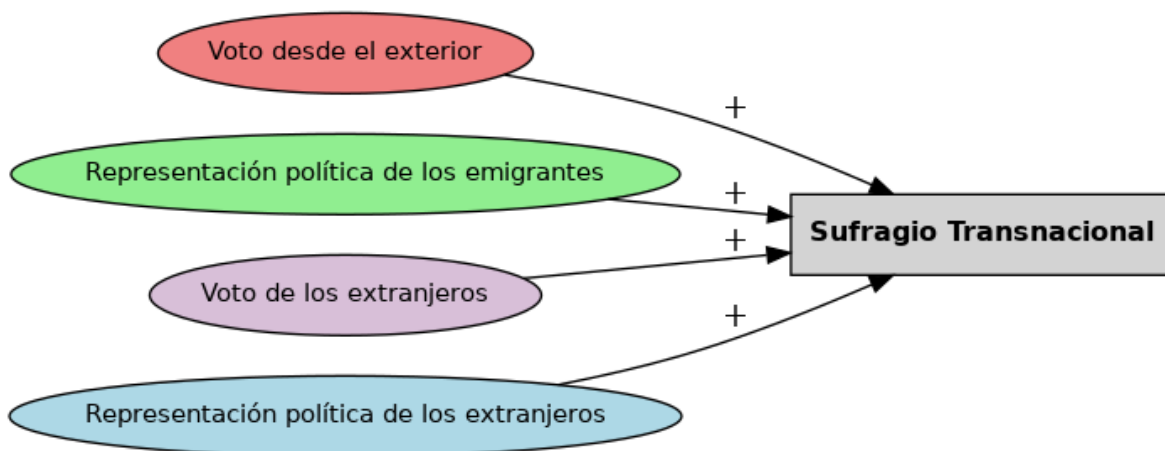 Voto desde el exterior
+
Representación política de los emigrantes
+
Sufragio Transnacional
+
Voto de los extranjeros
+
Representación política de los extranjeros